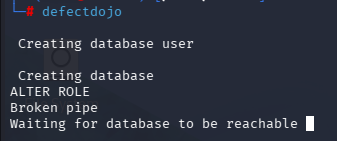 └─# defectdojo
Creating database user
Creating database
ALTER ROLE
Broken pipe
Waiting for database to be reachable